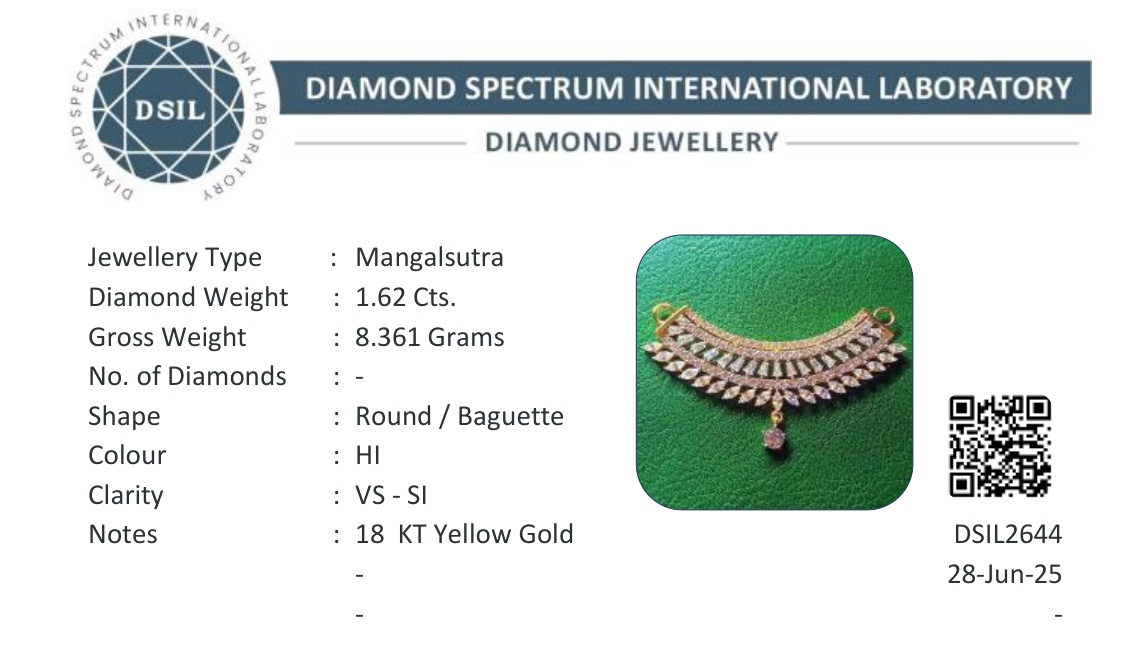 DIAMOND SPECTRUM INTERNATIONAL LABORATORY
DSIL
DIAMOND SPECTRUM INTERNATIONAL LABORATORY
DIAMOND JEWELLERY
Jewellery Type : Mangalsutra
Diamond Weight : 1.62 Cts.
Gross Weight : 8.361 Grams
No. of Diamonds : -
Shape : Round / Baguette
Colour : HI
Clarity : VS - SI
Notes : 18 KT Yellow Gold
-
-
DSIL2644
28-Jun-25
-